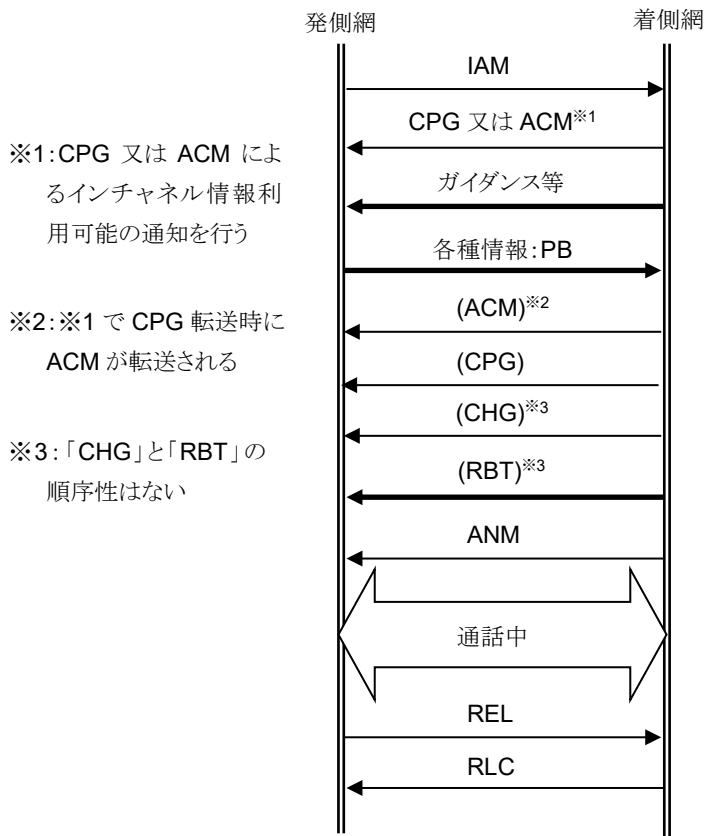 発側網
着側網
IAM
CPG 又は ACM※1
※1:CPG 又は ACM によ
るインチャネル情報利
用可能の通知を行う
ガイダンス等
各種情報:PB
※2:※1 で CPG 転送時に
ACM が転送される
(ACM)※2
(CPG)
(CHG)※3
※3:「CHG」と「RBT」の
順序性はない
(RBT)※3
ANM
通話中
REL
RLC